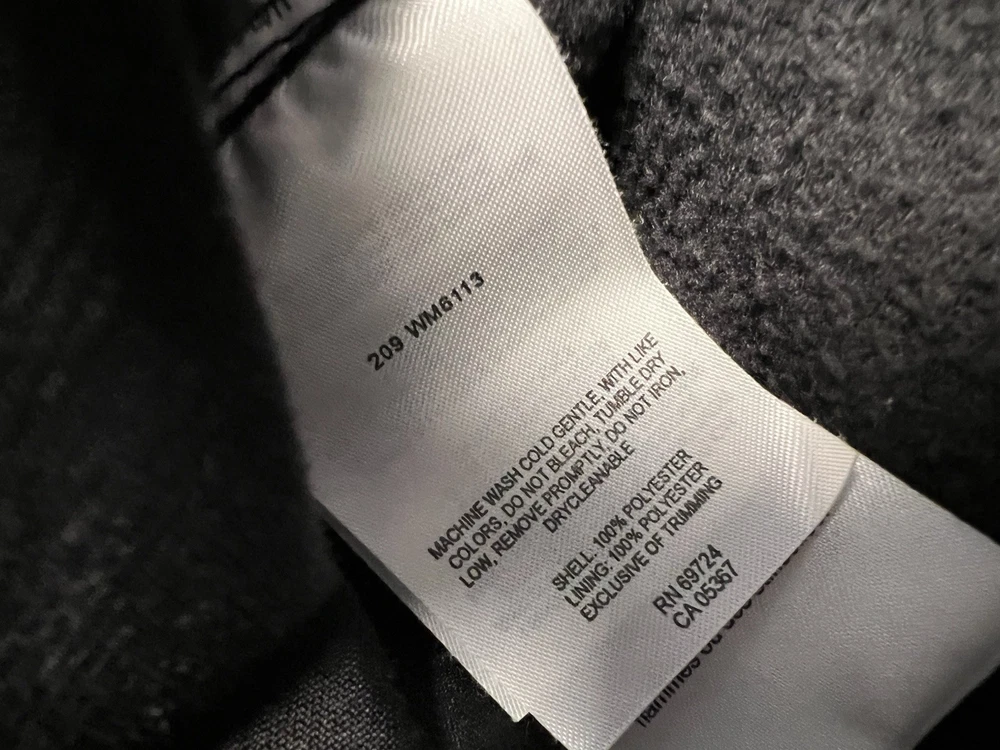 209 WM6113
MACHINE WASH COLD GENTLE, WITH LIKE
COLORS, DO NOT BLEACH, TUMBLE DRY
LOW, REMOVE PROMPTLY, DO NOT IRON,
DRYCLEANABLE
SHELL: 100% POLYESTER
LINING: 100% POLYESTER
EXCLUSIVE OF TRIMMING
RN 69724
CA 05367